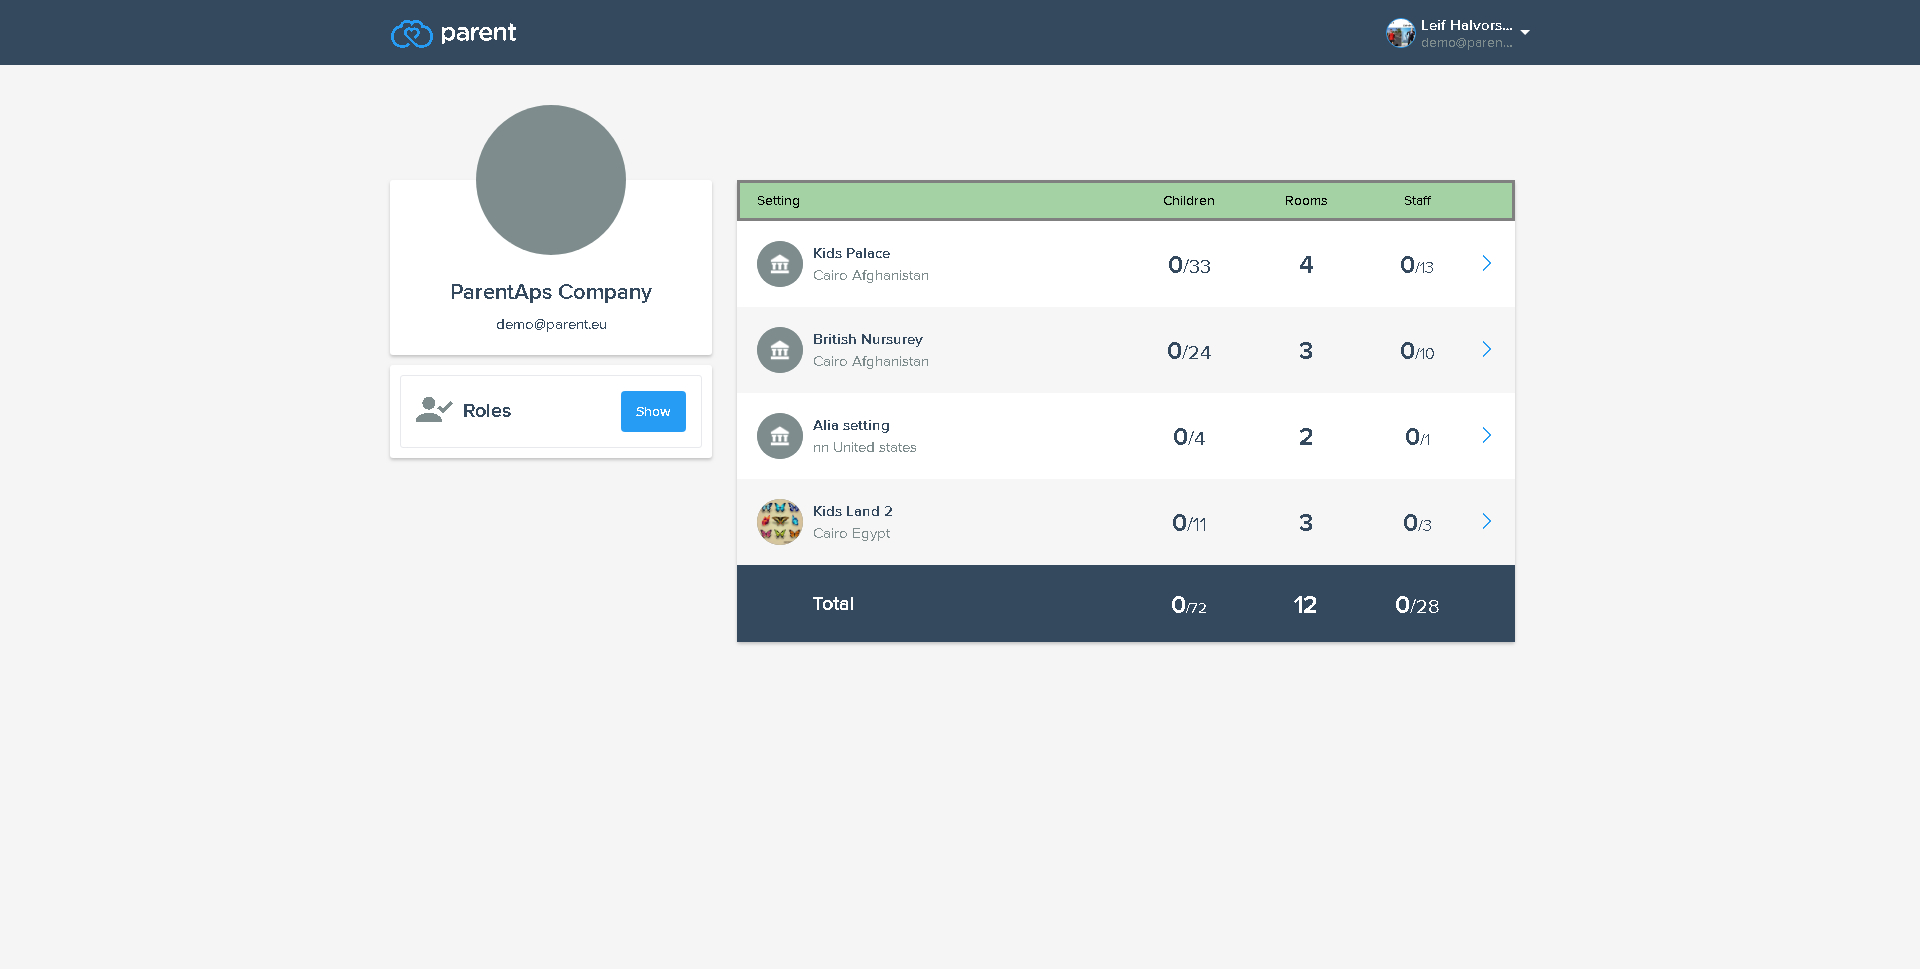 parent
Leif Halvors...
demo@paren...
ParentAps Company
demo@parent.eu
Roles
Show
Setting Children Rooms Staff
Kids Palace
Cairo Afghanistan
0/33 4 0/13
British Nursurey
Cairo Afghanistan
0/24 3 0/10
Alia setting
nn United states
0/4 2 0/1
Kids Land 2
Cairo Egypt
0/11 3 0/3
Total 0/72 12 0/28